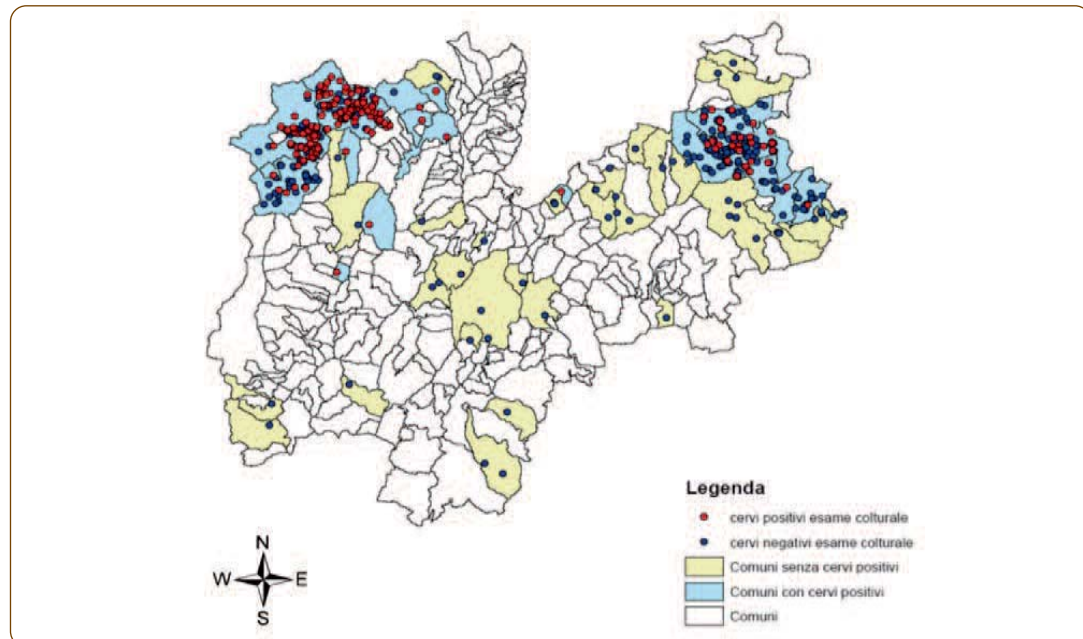 Legenda
cervi positivi esame colturale
cervi negativi esame colturale
Comuni senza cervi positivi
Comuni con cervi positivi
Comuni
N
W E
S